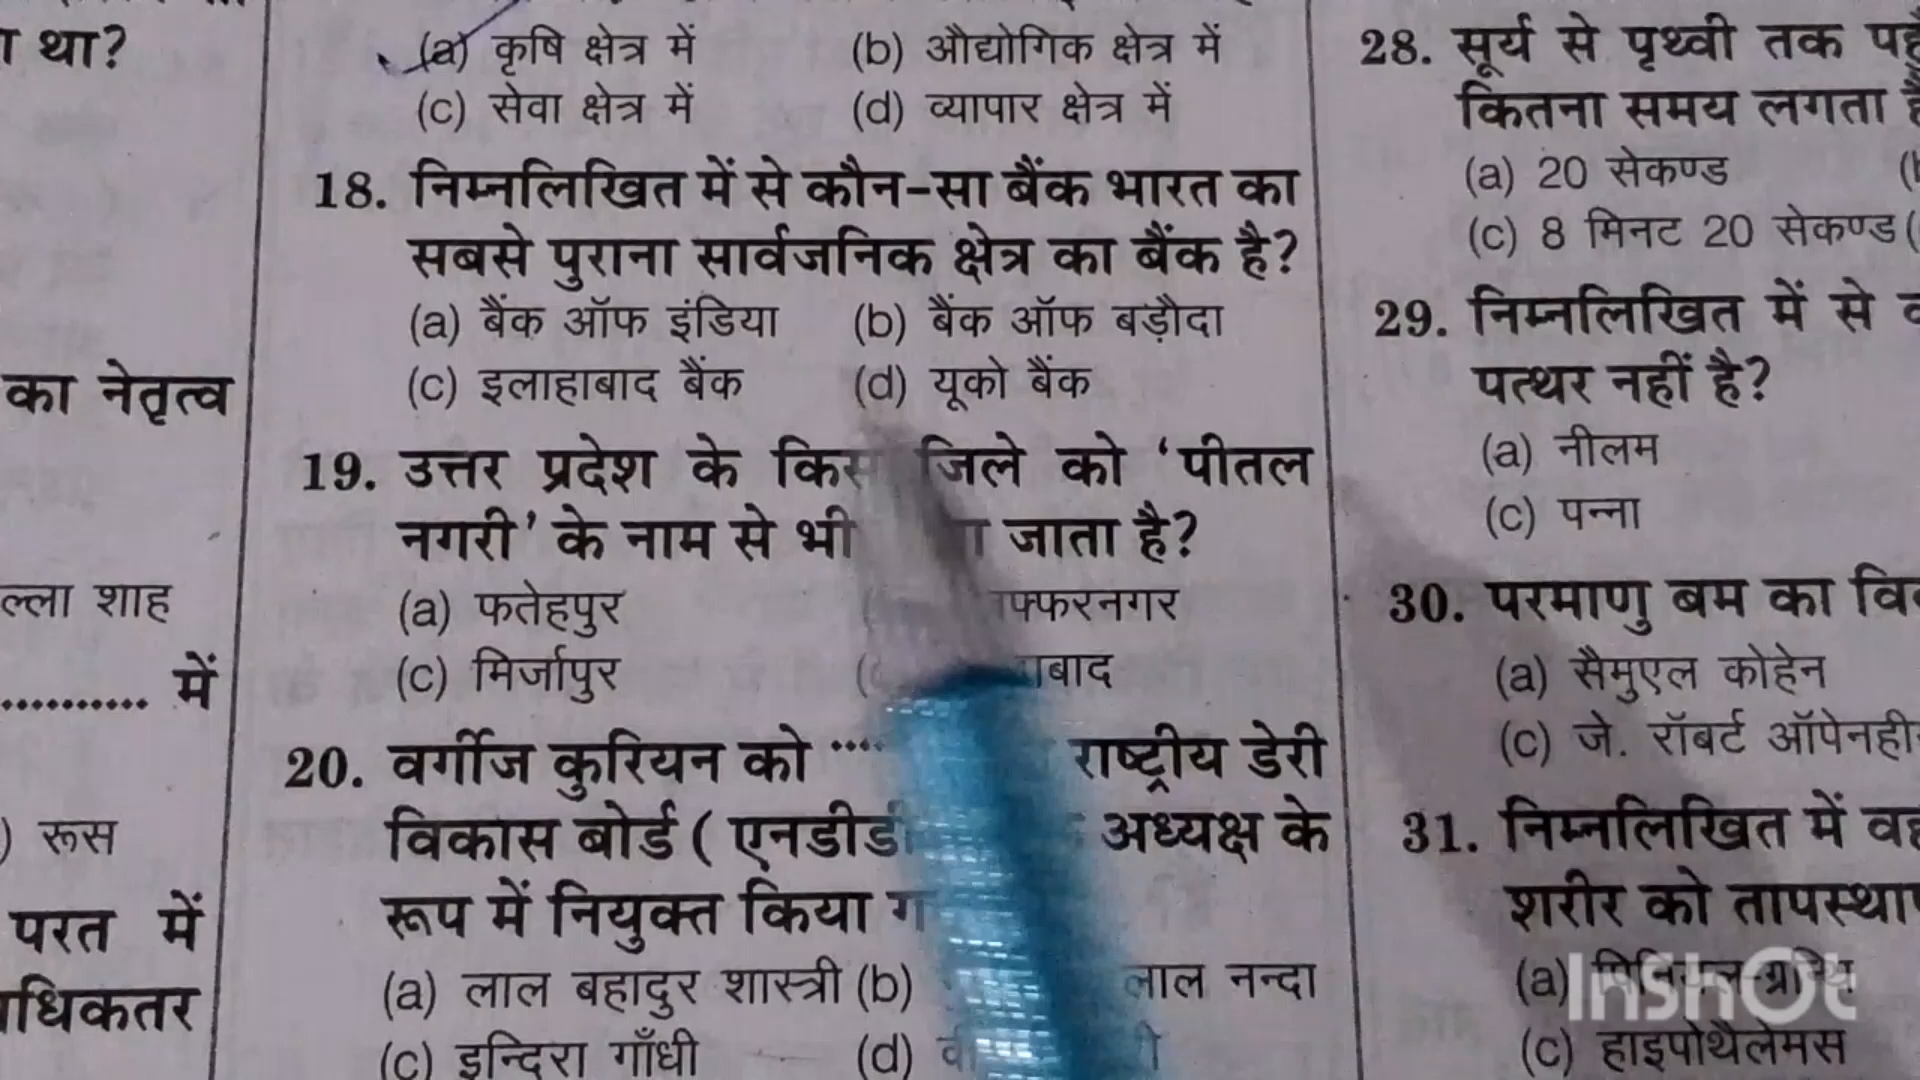 था?
का नेतृत्व
ल्ला शाह
.......... में
) रूस
परत में
धिकतर
(a) कृषि क्षेत्र में (b) औद्योगिक क्षेत्र में
(c) सेवा क्षेत्र में (d) व्यापार क्षेत्र में
18. निम्नलिखित में से कौन-सा बैंक भारत का
सबसे पुराना सार्वजनिक क्षेत्र का बैंक है?
(a) बैंक ऑफ इंडिया (b) बैंक ऑफ बड़ौदा
(c) इलाहाबाद बैंक (d) यूको बैंक
19. उत्तर प्रदेश के किस जिले को 'पीतल
नगरी' के नाम से भी जाता है?
(a) फतेहपुर फ्फरनगर
(c) मिर्जापुर ाबाद
20. वर्गीज कुरियन को .... राष्ट्रीय डेरी
विकास बोर्ड ( एनडीडी अध्यक्ष के
रूप में नियुक्त किया
(a) लाल बहादुर शास्त्री (b) लाल नन्दा
(c) इन्दिरा गाँधी (d)
28. सूर्य से पृथ्वी तक
कितना समय लगता
(a) 20 सेकण्ड
(c) 8 मिनट 20 सेकण्ड
29. निम्नलिखित में से
पत्थर नहीं है?
(a) नीलम
(c) पन्ना
30. परमाणु बम का
(a) सैमुएल कोहेन
(c) जे. रॉबर्ट ऑपेनही
31. निम्नलिखित में
शरीर को
(a) पिनियल-ग्रन्थि
(c) हाइपोथैलेमस
InShOt